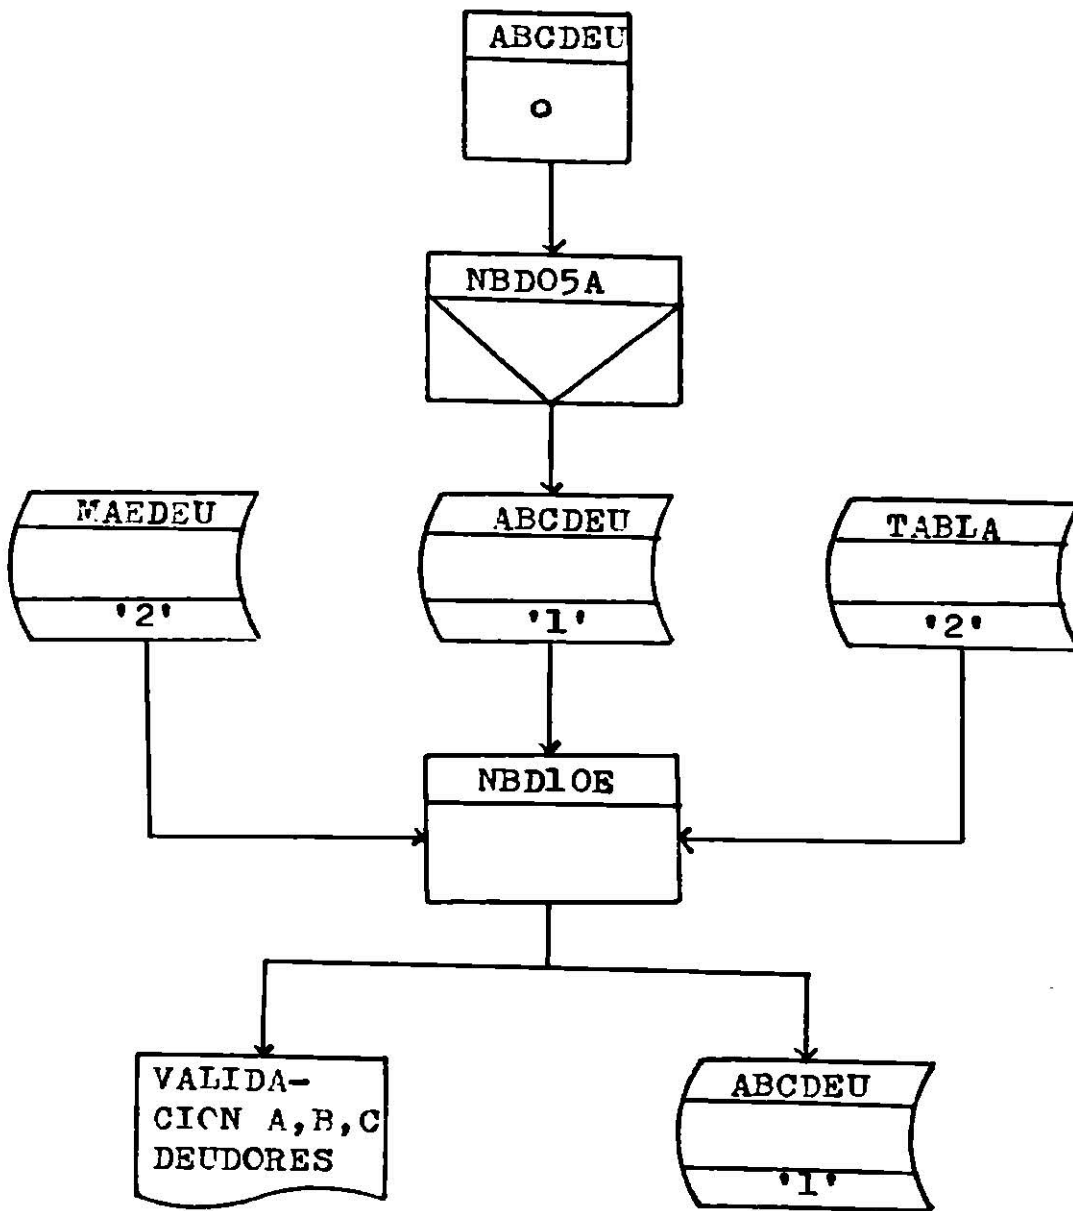 ABCDEU
O
NBD05A
MAEDEU
'2'
ABCDEU
'1'
TABLA
'2'
NBD10E
VALIDA-
CION A,B,C
DEUDORES
ABCDEU
'1'